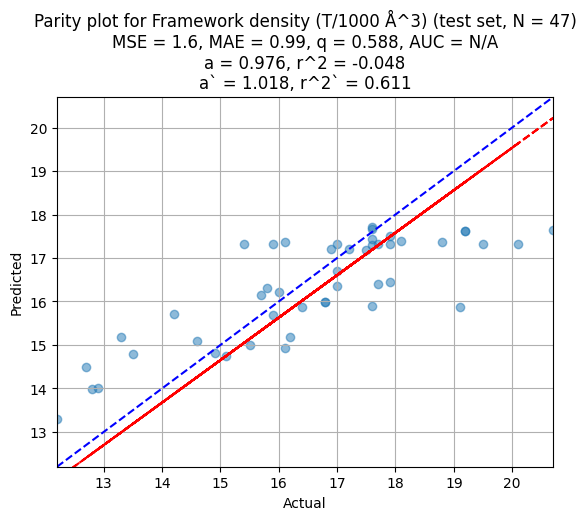 Parity plot for Framework density (T/1000 Å^3) (test set, N = 47)
MSE = 1.6, MAE = 0.99, q = 0.588, AUC = N/A
a = 0.976, r^2 = -0.048
a` = 1.018, r^2` = 0.611
20
19
18
17
16
15
14
13
Predicted
13 14 15 16 17 18 19 20
Actual